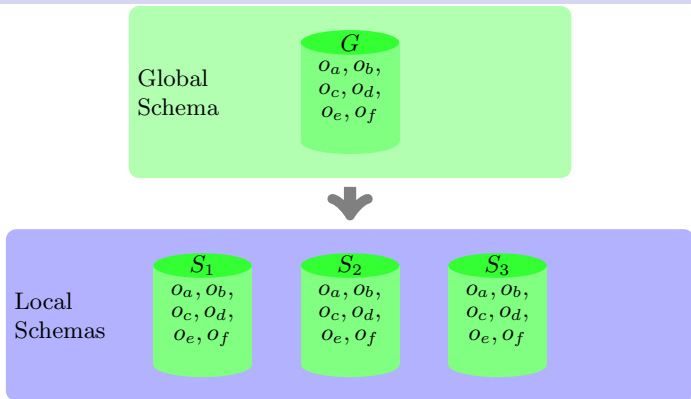 G
o_a, o_b,
o_c, o_d,
o_e, o_f
Global
Schema
S_1
o_a, o_b,
o_c, o_d,
o_e, o_f
S_2
o_a, o_b,
o_c, o_d,
o_e, o_f
S_3
o_a, o_b,
o_c, o_d,
o_e, o_f
Local
Schemas